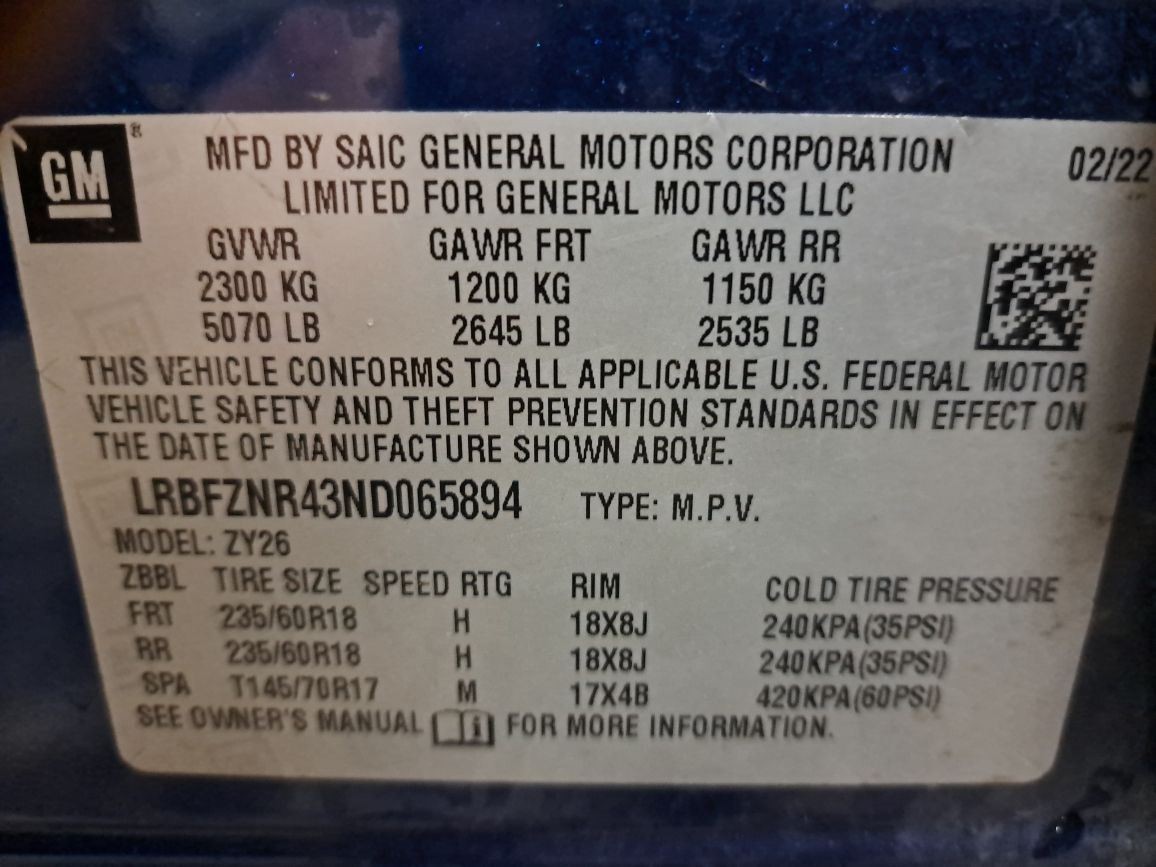 GM ®
MFD BY SAIC GENERAL MOTORS CORPORATION 02/22
LIMITED FOR GENERAL MOTORS LLC
GVWR GAWR FRT GAWR RR
2300 KG 1200 KG 1150 KG
5070 LB 2645 LB 2535 LB
THIS VEHICLE CONFORMS TO ALL APPLICABLE U.S. FEDERAL MOTOR
VEHICLE SAFETY AND THEFT PREVENTION STANDARDS IN EFFECT ON
THE DATE OF MANUFACTURE SHOWN ABOVE.
LRBFZNR43ND065894 TYPE: M.P.V.
MODEL: ZY26
ZBBL TIRE SIZE SPEED RTG RIM COLD TIRE PRESSURE
FRT 235/60R18 H 18X8J 240KPA(35PSI)
RR 235/60R18 H 18X8J 240KPA(35PSI)
SPA T145/70R17 M 17X4B 420KPA(60PSI)
SEE OWNER'S MANUAL i FOR MORE INFORMATION.